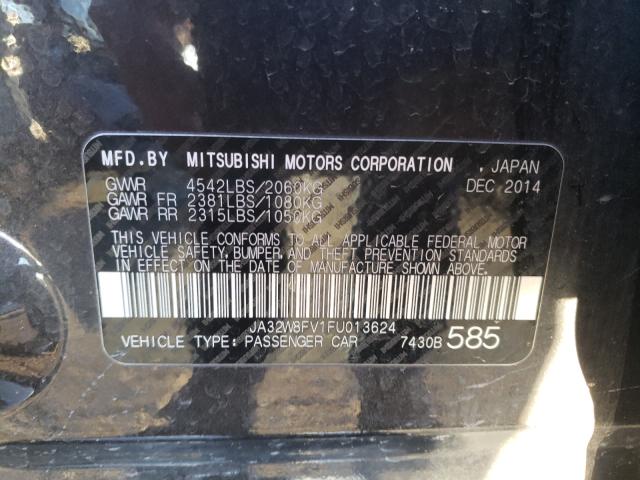 MFD.BY MITSUBISHI MOTORS CORPORATION , JAPAN
GVWR 4542LBS/2060KG DEC 2014
GAWR FR 2381LBS/1080KG
GAWR RR 2315LBS/1050KG
THIS VEHICLE CONFORMS TO ALL APPLICABLE FEDERAL MOTOR
VEHICLE SAFETY, BUMPER, AND THEFT PREVENTION STANDARDS
IN EFFECT ON THE DATE OF MANUFACTURE SHOWN ABOVE.
JA32W8FV1FU013624
VEHICLE TYPE: PASSENGER CAR 7430B 585